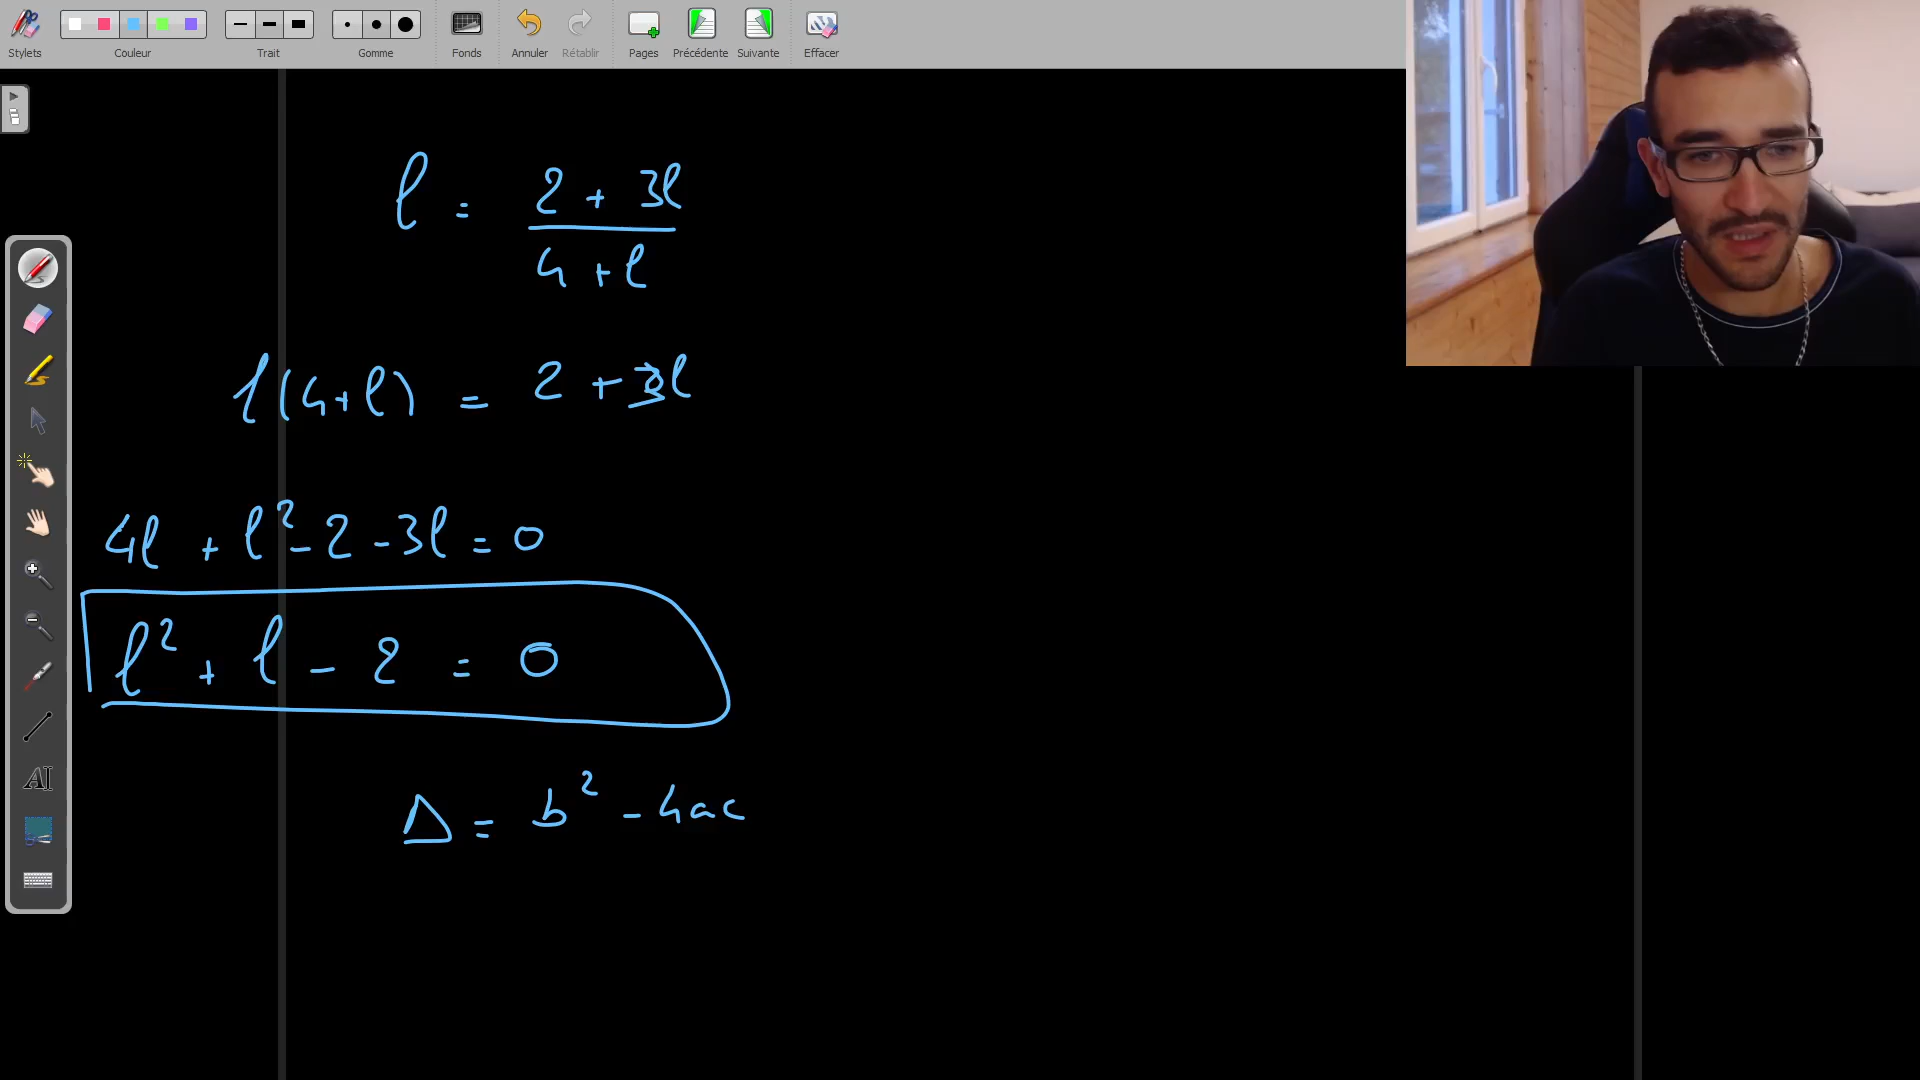 Stylets Couleur Trait Gomme Fonds Annuler Rétablir Pages Précédente Suivante Effacer
l = (2 + 3l) / (4 + l)
l(4+l) = 2 + 3l
4l + l² - 2 - 3l = 0
l² + l - 2 = 0
Δ = b² - 4ac
AI